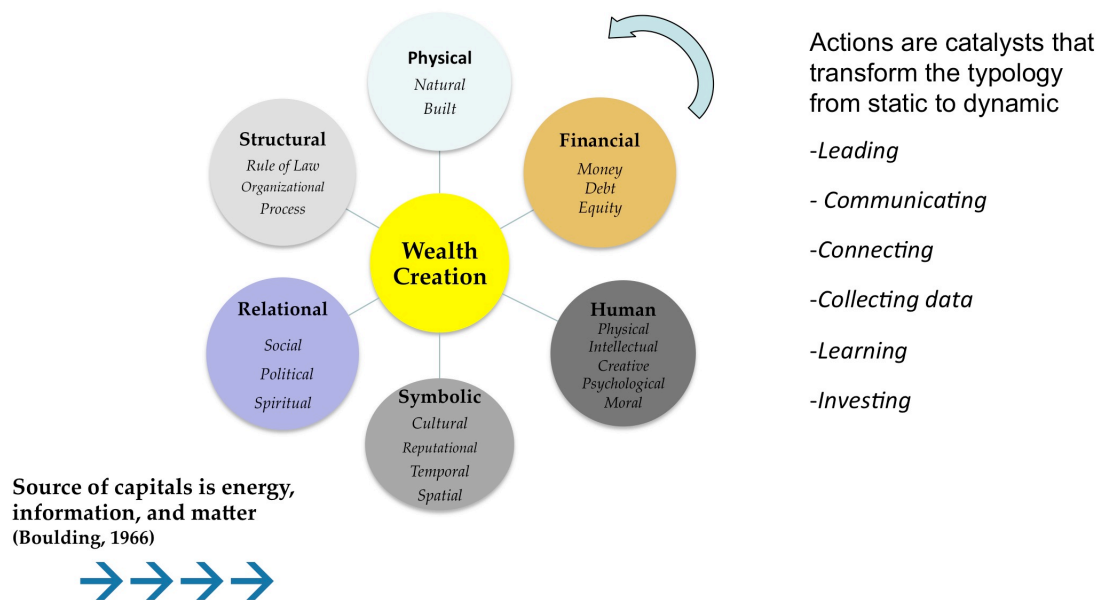 Physical
Natural
Built
Financial
Money
Debt
Equity
Human
Physical
Intellectual
Creative
Psychological
Moral
Symbolic
Cultural
Reputational
Temporal
Spatial
Relational
Social
Political
Spiritual
Structural
Rule of Law
Organizational
Process
Wealth
Creation
Actions are catalysts that
transform the typology
from static to dynamic
-Leading
- Communicating
-Connecting
-Collecting data
-Learning
-Investing
Source of capitals is energy,
information, and matter
(Boulding, 1966)